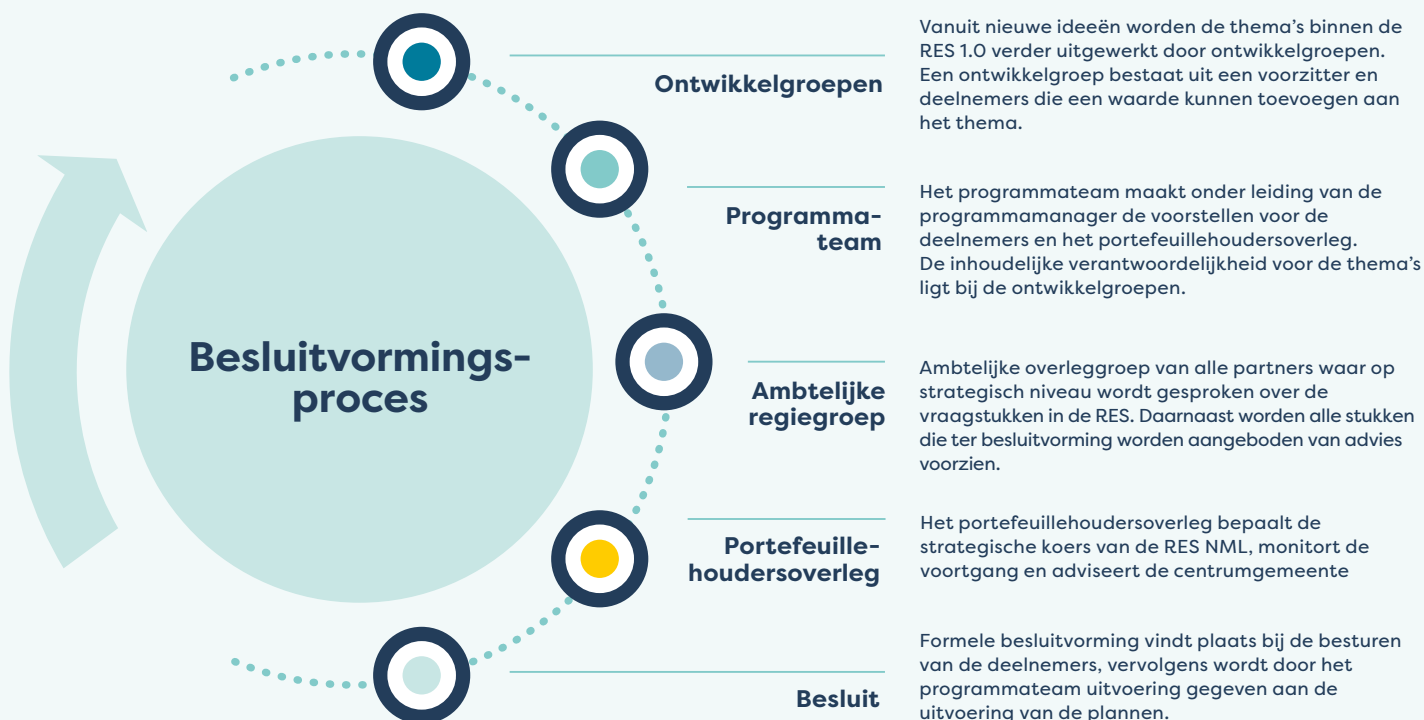 Besluitvormings-
proces
Ontwikkelgroepen
Vanuit nieuwe ideeën worden de thema's binnen de
RES 1.0 verder uitgewerkt door ontwikkelgroepen.
Een ontwikkelgroep bestaat uit een voorzitter en
deelnemers die een waarde kunnen toevoegen aan
het thema.
Programma-
team
Het programmateam maakt onder leiding van de
programmamanager de voorstellen voor de
deelnemers en het portefeuillehoudersoverleg.
De inhoudelijke verantwoordelijkheid voor de thema's
ligt bij de ontwikkelgroepen.
Ambtelijke
regiegroep
Ambtelijke overleggroep van alle partners waar op
strategisch niveau wordt gesproken over de
vraagstukken in de RES. Daarnaast worden alle stukken
die ter besluitvorming worden aangeboden van advies
voorzien.
Portefeuille-
houdersoverleg
Het portefeuillehoudersoverleg bepaalt de
strategische koers van de RES NML, monitort de
voortgang en adviseert de centrumgemeente
Besluit
Formele besluitvorming vindt plaats bij de besturen
van de deelnemers, vervolgens wordt door het
programmateam uitvoering gegeven aan de
uitvoering van de plannen.